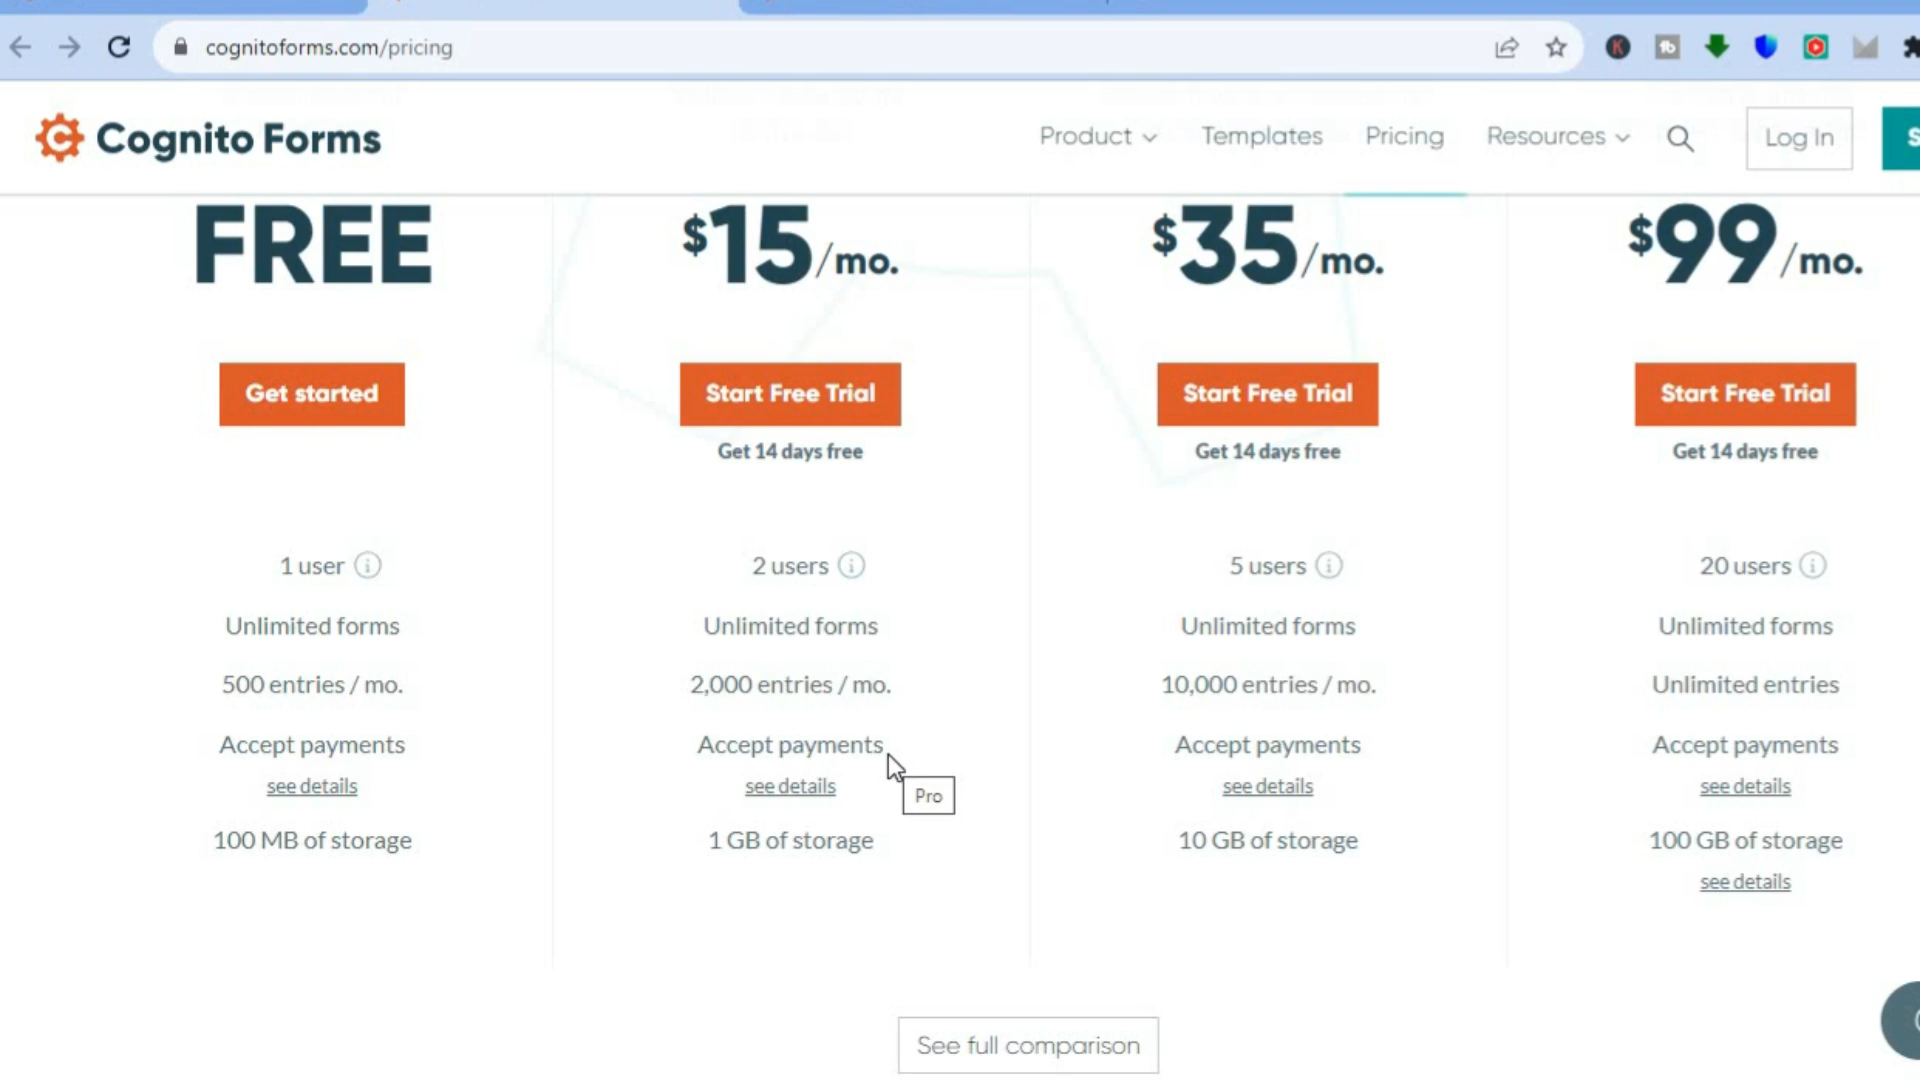 cognitoforms.com/pricing
Cognito Forms
Product
Templates
Pricing
Resources
Log In
S
FREE
$15/mo.
$35/mo.
$99/mo.
Get started
Start Free Trial
Start Free Trial
Start Free Trial
Get 14 days free
Get 14 days free
Get 14 days free
1 user
2 users
5 users
20 users
Unlimited forms
Unlimited forms
Unlimited forms
Unlimited forms
500 entries / mo.
2,000 entries / mo.
10,000 entries / mo.
Unlimited entries
Accept payments
Accept payments
Accept payments
Accept payments
see details
see details
see details
see details
Pro
100 MB of storage
1 GB of storage
10 GB of storage
100 GB of storage
see details
See full comparison